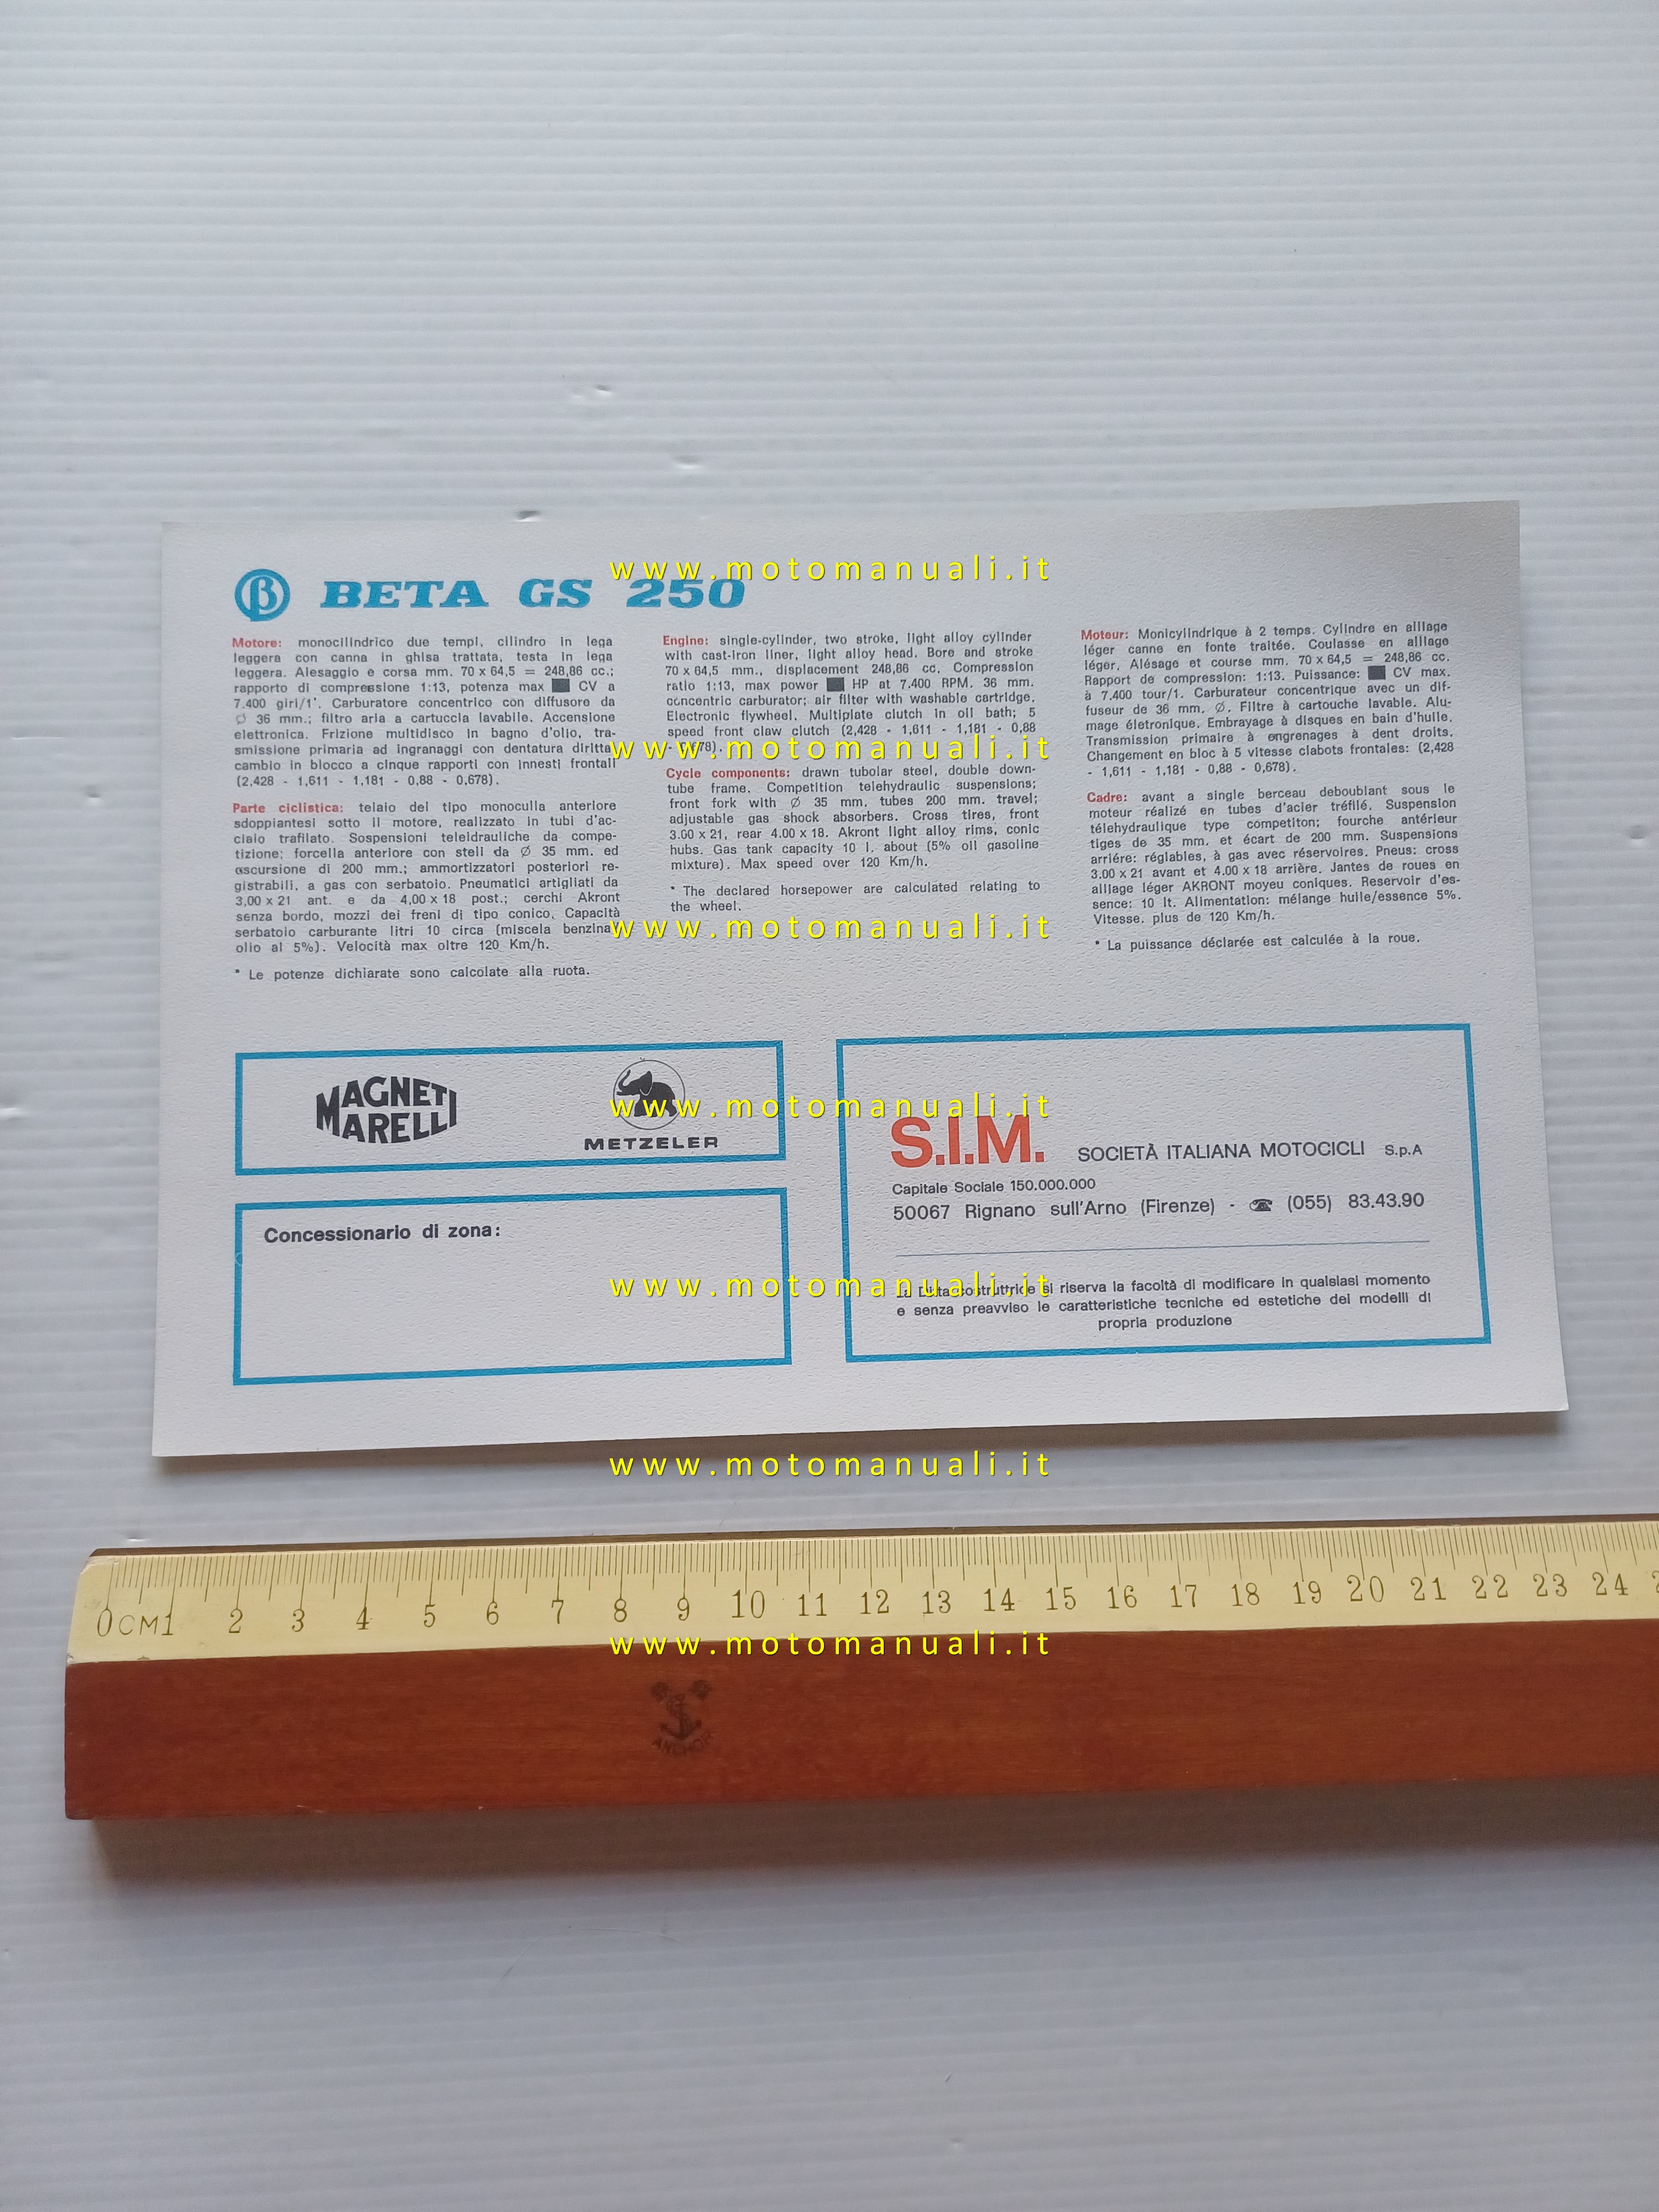 www.motomanuali.it
β BETA GS 250
Motore: monocilindrico due tempi, cilindro in lega
leggera con canna in ghisa trattata, testa in lega
leggera. Alesaggio e corsa mm. 70 x 64,5 = 248,86 cc.;
rapporto di compressione 1:13, potenza max CV a
7.400 giri/1'. Carburatore concentrico con diffusore da
∅ 36 mm.; filtro aria a cartuccia lavabile. Accensione
elettronica. Frizione multidisco in bagno d'olio, tra-
smissione primaria ad ingranaggi con dentatura diritta
cambio in blocco a cinque rapporti con innesti frontali
(2,428 - 1,611 - 1,181 - 0,88 - 0,678).
Parte ciclistica: telaio del tipo monoculla anteriore
sdoppiantesi sotto il motore, realizzato in tubi d'ac-
ciaio trafilato. Sospensioni teleidrauliche da compe-
tizione; forcella anteriore con steli da ∅ 35 mm. ed
escursione di 200 mm.; ammortizzatori posteriori re-
gistrabili, a gas con serbatoio. Pneumatici artigliati da
3,00 x 21 ant. e da 4,00 x 18 post.; cerchi Akront
senza bordo, mozzi dei freni di tipo conico. Capacità
serbatoio carburante litri 10 circa (miscela benzina
olio al 5%). Velocità max oltre 120 Km/h.
* Le potenze dichiarate sono calcolate alla ruota.
Engine: single-cylinder, two stroke, light alloy cylinder
with cast-iron liner, light alloy head. Bore and stroke
70 x 64,5 mm., displacement 248,86 cc. Compression
ratio 1:13, max power HP at 7.400 RPM. 36 mm.
concentric carburator; air filter with washable cartridge.
Electronic flywheel. Multiplate clutch in oil bath; 5
speed front claw clutch (2,428 - 1,611 - 1,181 - 0,88
- 0,678).
www.motomanuali.it
Cycle components: drawn tubolar steel, double down-
tube frame. Competition telehydraulic suspensions;
front fork with ∅ 35 mm. tubes 200 mm. travel;
adjustable gas shock absorbers. Cross tires, front
3.00 x 21, rear 4.00 x 18. Akront light alloy rims, conic
hubs. Gas tank capacity 10 l. about (5% oil gasoline
mixture). Max speed over 120 Km/h.
* The declared horsepower are calculated relating to
the wheel.
www.motomanuali.it
Moteur: Monicylindrique à 2 temps. Cylindre en alliage
léger canne en fonte traitée. Coulasse en alliage
léger. Alésage et course mm. 70 x 64,5 = 248,86 cc.
Rapport de compression: 1:13. Puissance: CV max.
à 7.400 tour/1. Carburateur concentrique avec un dif-
fuseur de 36 mm. ∅. Filtre à cartouche lavable. Alu-
mage életronique. Embrayage à disques en bain d'huile.
Transmission primaire à engrenages à dent droits.
Changement en bloc à 5 vitesse clabots frontales: (2,428
- 1,611 - 1,181 - 0,88 - 0,678).
Cadre: avant a single berceau deboublant sous le
moteur réalizé en tubes d'acier tréfilé. Suspension
télehydraulique type competiton; fourche antérieur
tiges de 35 mm. et écart de 200 mm. Suspensions
arriére: réglables, à gaz avec réservoires. Pneus: cross
3.00 x 21 avant et 4.00 x 18 arrière. Jantes de roues en
alliage léger AKRONT moyeu coniques. Reservoir d'es-
sence: 10 lt. Alimentation: mélange huile/essence 5%.
Vitesse. plus de 120 Km/h.
* La puissance déclarée est calculée à la roue.
MAGNETI
MARELLI
METZELER
www.motomanuali.it
Concessionario di zona:
S.I.M. SOCIETÀ ITALIANA MOTOCICLI S.p.A
Capitale Sociale 150.000.000
50067 Rignano sull'Arno (Firenze) - ☎ (055) 83.43.90
www.motomanuali.it
La Ditta costruttrice si riserva la facoltà di modificare in qualsiasi momento
e senza preavviso le caratteristiche tecniche ed estetiche dei modelli di
propria produzione
www.motomanuali.it
0CM1 2 3 4 5 6 7 8 9 10 11 12 13 14 15 16 17 18 19 20 21 22 23 24
www.motomanuali.it
ANCHOR